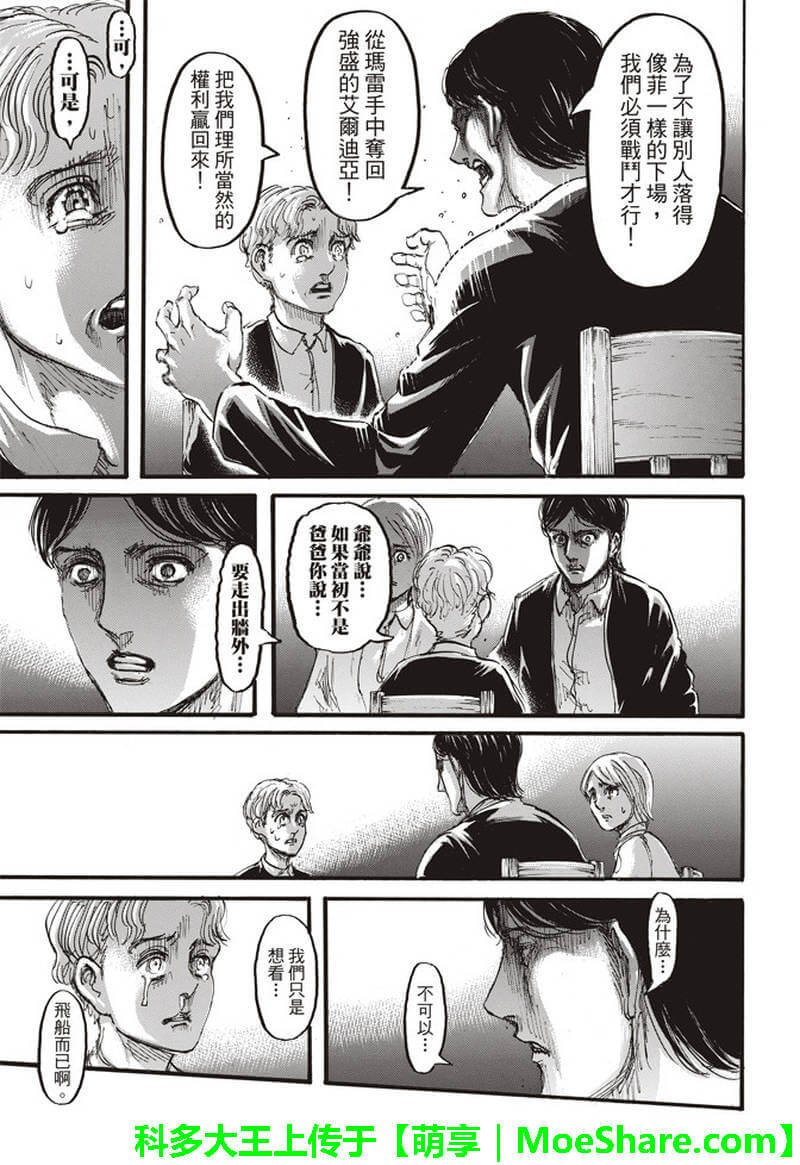 為了不讓別人落得
像菲一樣的下場，
我們必須戰鬥才行！
從瑪雷手中奪回
強盛的艾爾迪亞！
把我們理所當然的
權利贏回來！
…可，
…可是，
爺爺說…
如果當初不是
爸爸你說…
要走出牆外…
為什麼…
不可以…
我們只是
想看…
飛船而已啊。
科多大王上传于【萌享｜MoeShare.com】